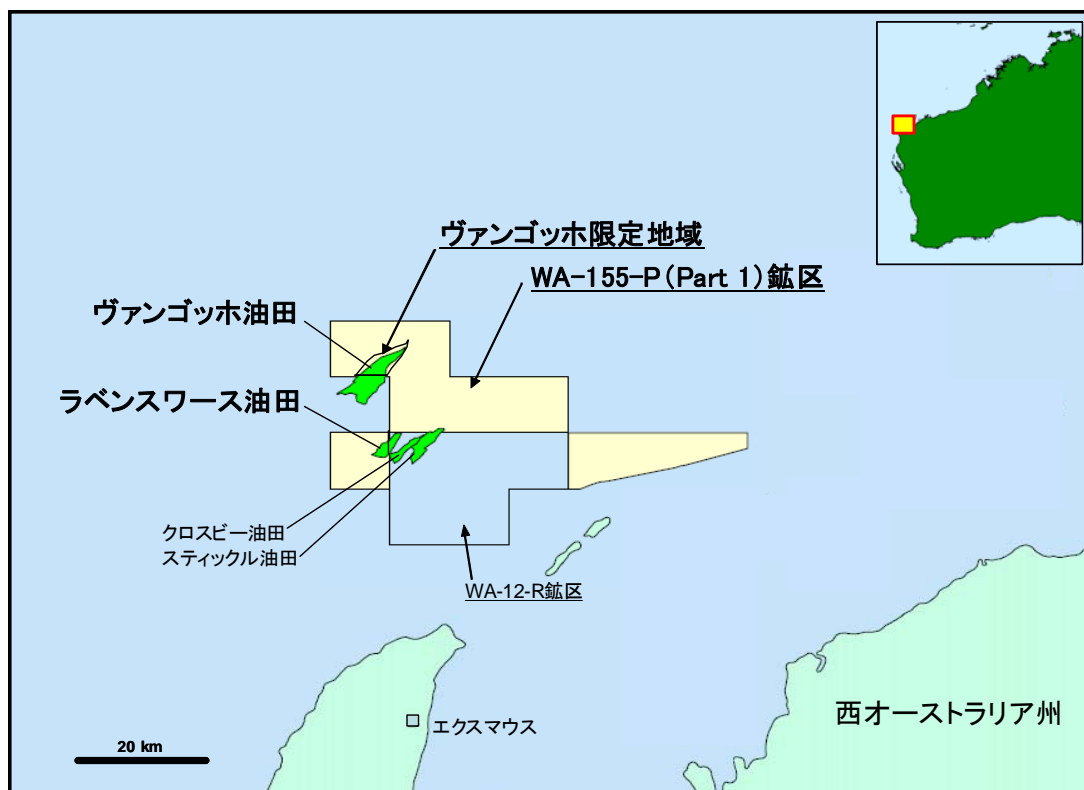 ヴァンゴッホ限定地域
WA-155-P(Part 1)鉱区
ヴァンゴッホ油田
ラベンスワース油田
クロスビー油田
スティックル油田
WA-12-R鉱区
西オーストラリア州
エクスマウス
20 km